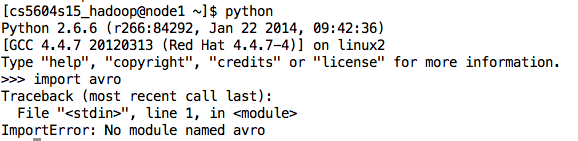 [cs5604s15_hadoop@node1 ~]$ python
Python 2.6.6 (r266:84292, Jan 22 2014, 09:42:36)
[GCC 4.4.7 20120313 (Red Hat 4.4.7-4)] on linux2
Type "help", "copyright", "credits" or "license" for more information.
>>> import avro
Traceback (most recent call last):
  File "<stdin>", line 1, in <module>
ImportError: No module named avro